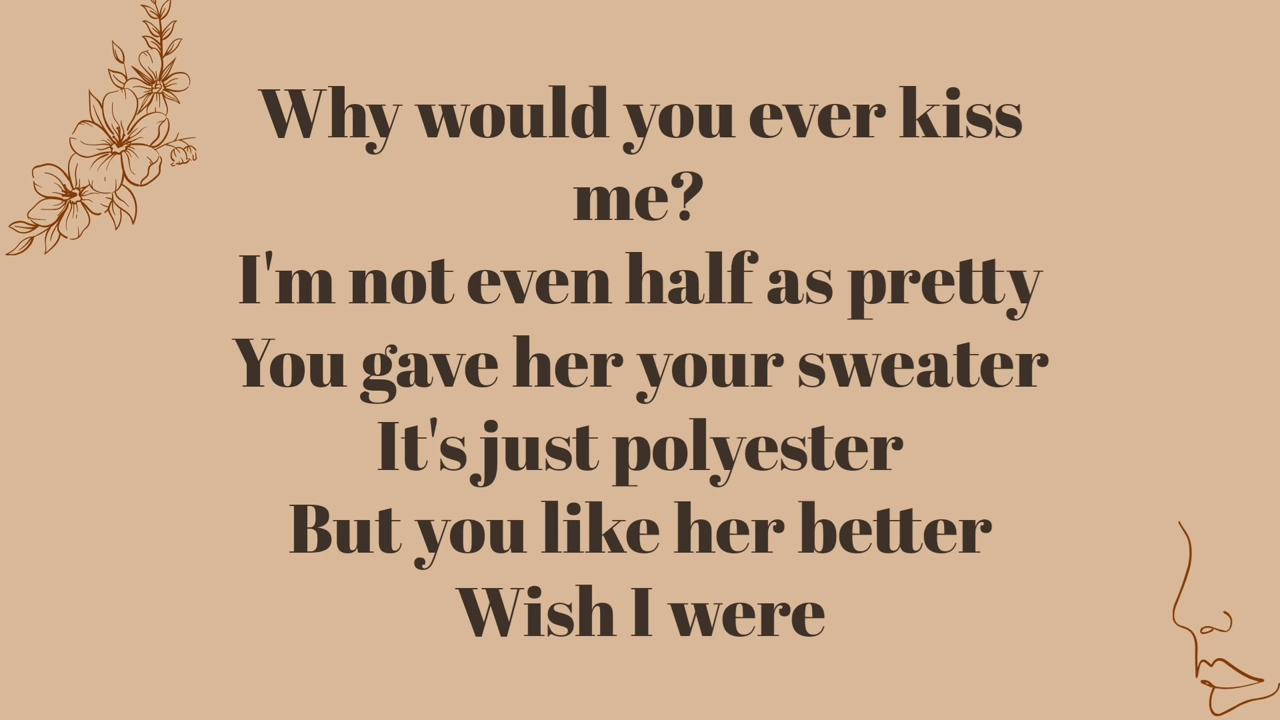 Why would you ever kiss
me?
I'm not even half as pretty
You gave her your sweater
It's just polyester
But you like her better
Wish I were